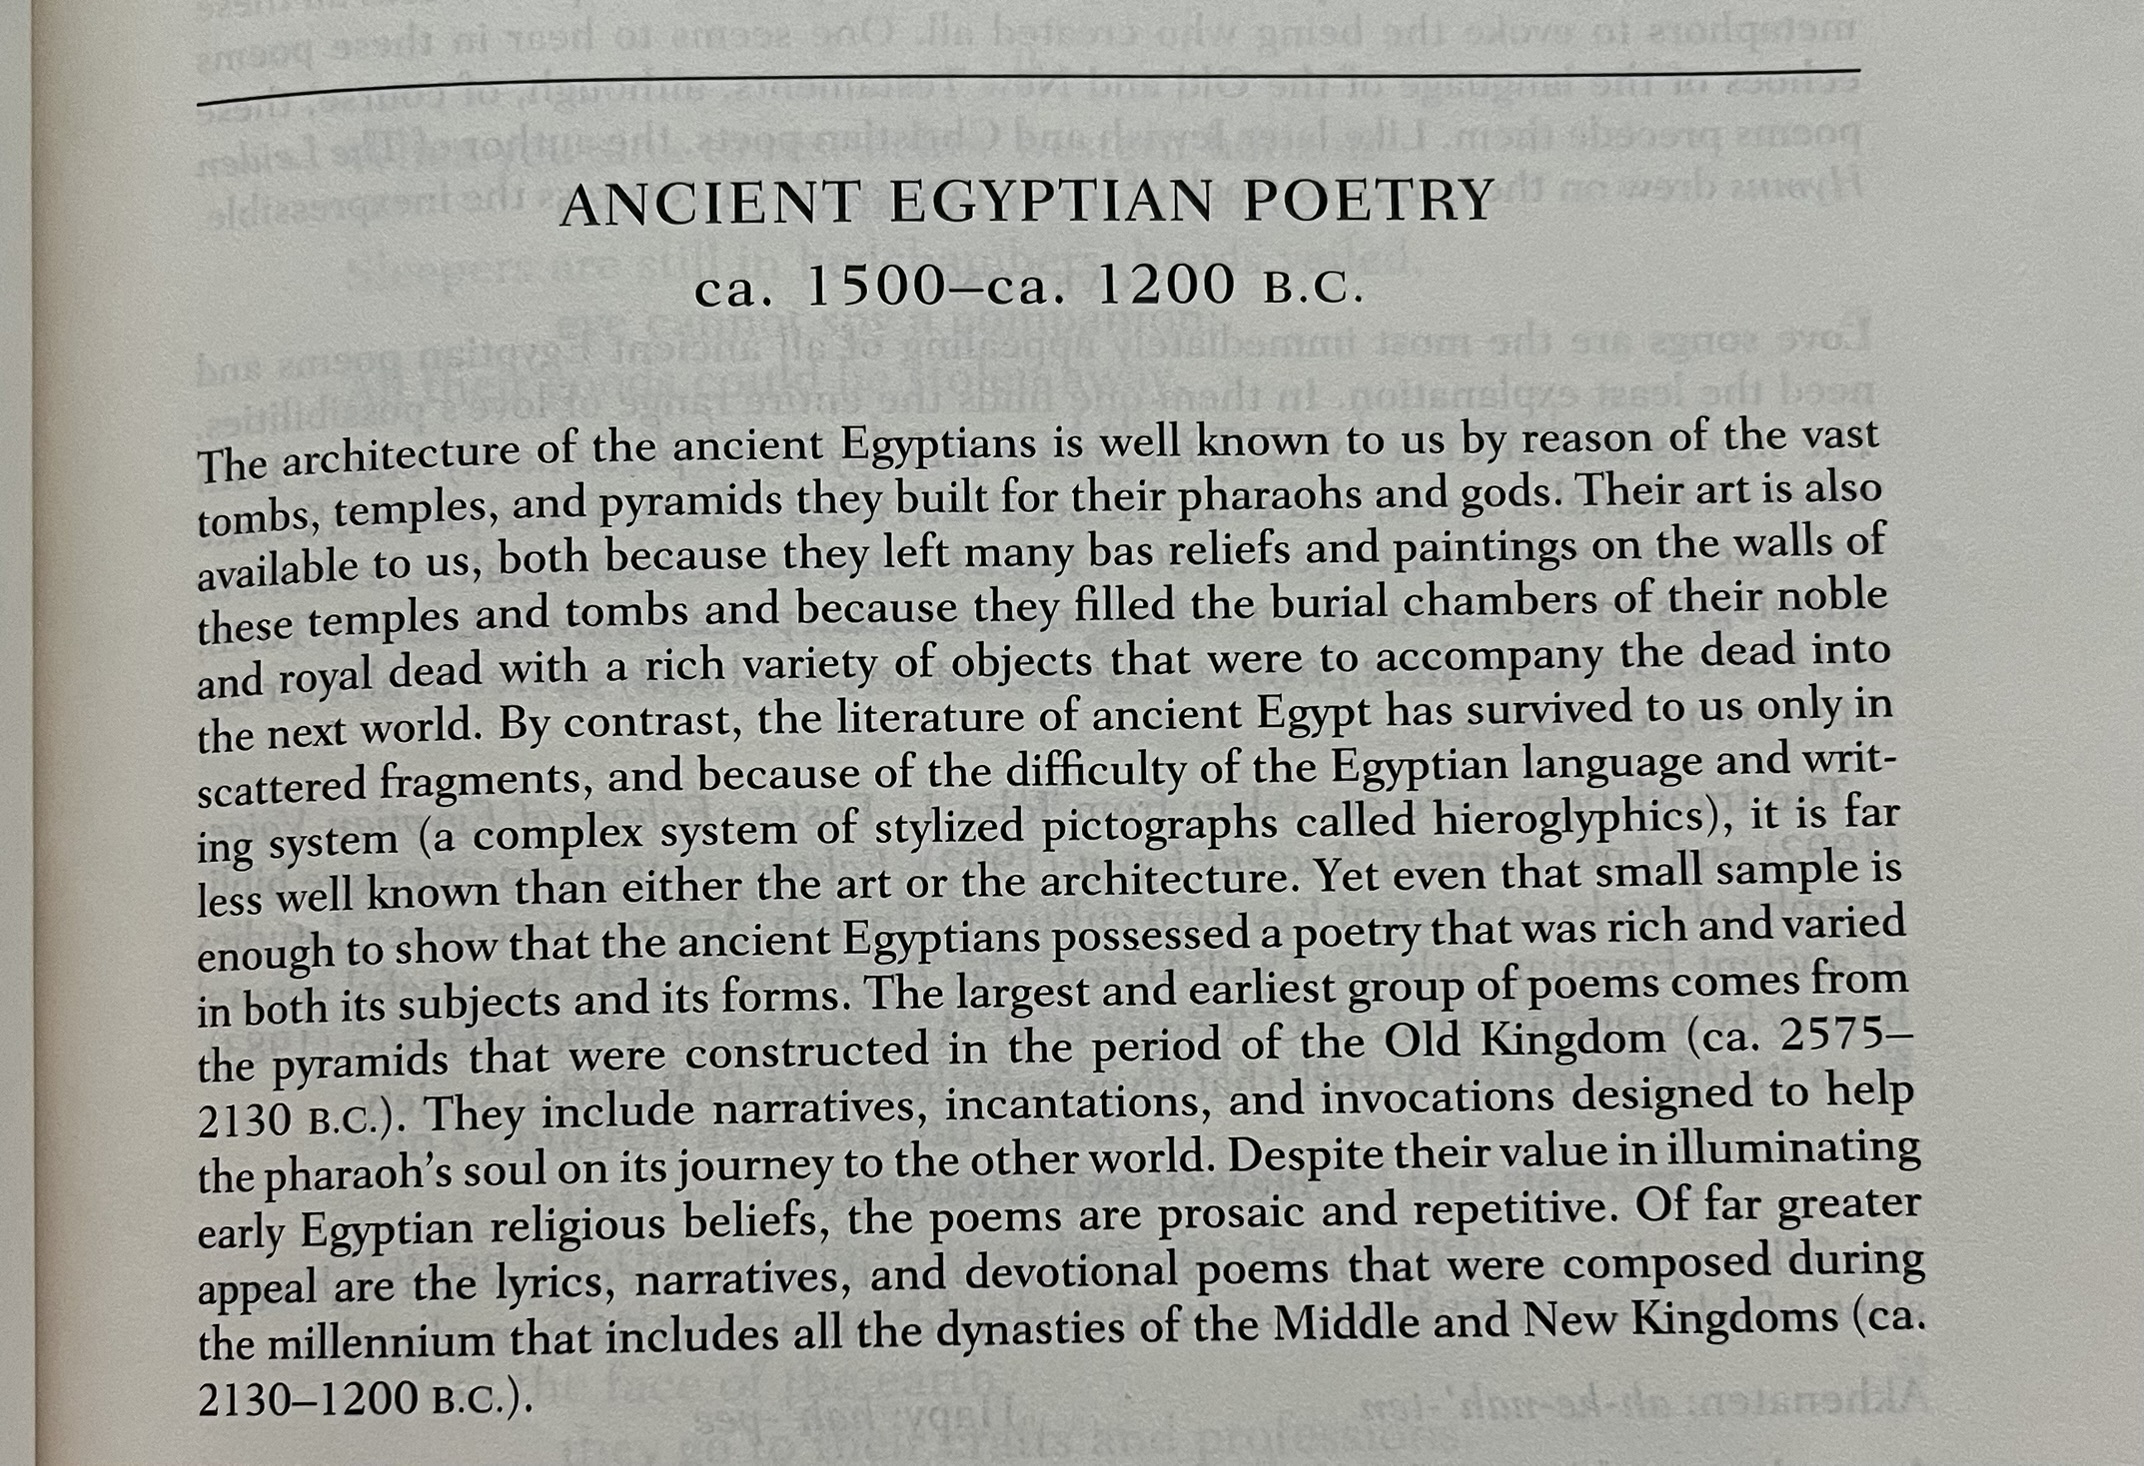 ANCIENT EGYPTIAN POETRY
ca. 1500–ca. 1200 B.C.
The architecture of the ancient Egyptians is well known to us by reason of the vast
tombs, temples, and pyramids they built for their pharaohs and gods. Their art is also
available to us, both because they left many bas reliefs and paintings on the walls of
these temples and tombs and because they filled the burial chambers of their noble
and royal dead with a rich variety of objects that were to accompany the dead into
the next world. By contrast, the literature of ancient Egypt has survived to us only in
scattered fragments, and because of the difficulty of the Egyptian language and writ-
ing system (a complex system of stylized pictographs called hieroglyphics), it is far
less well known than either the art or the architecture. Yet even that small sample is
enough to show that the ancient Egyptians possessed a poetry that was rich and varied
in both its subjects and its forms. The largest and earliest group of poems comes from
the pyramids that were constructed in the period of the Old Kingdom (ca. 2575–
2130 B.C.). They include narratives, incantations, and invocations designed to help
the pharaoh’s soul on its journey to the other world. Despite their value in illuminating
early Egyptian religious beliefs, the poems are prosaic and repetitive. Of far greater
appeal are the lyrics, narratives, and devotional poems that were composed during
the millennium that includes all the dynasties of the Middle and New Kingdoms (ca.
2130–1200 B.C.).